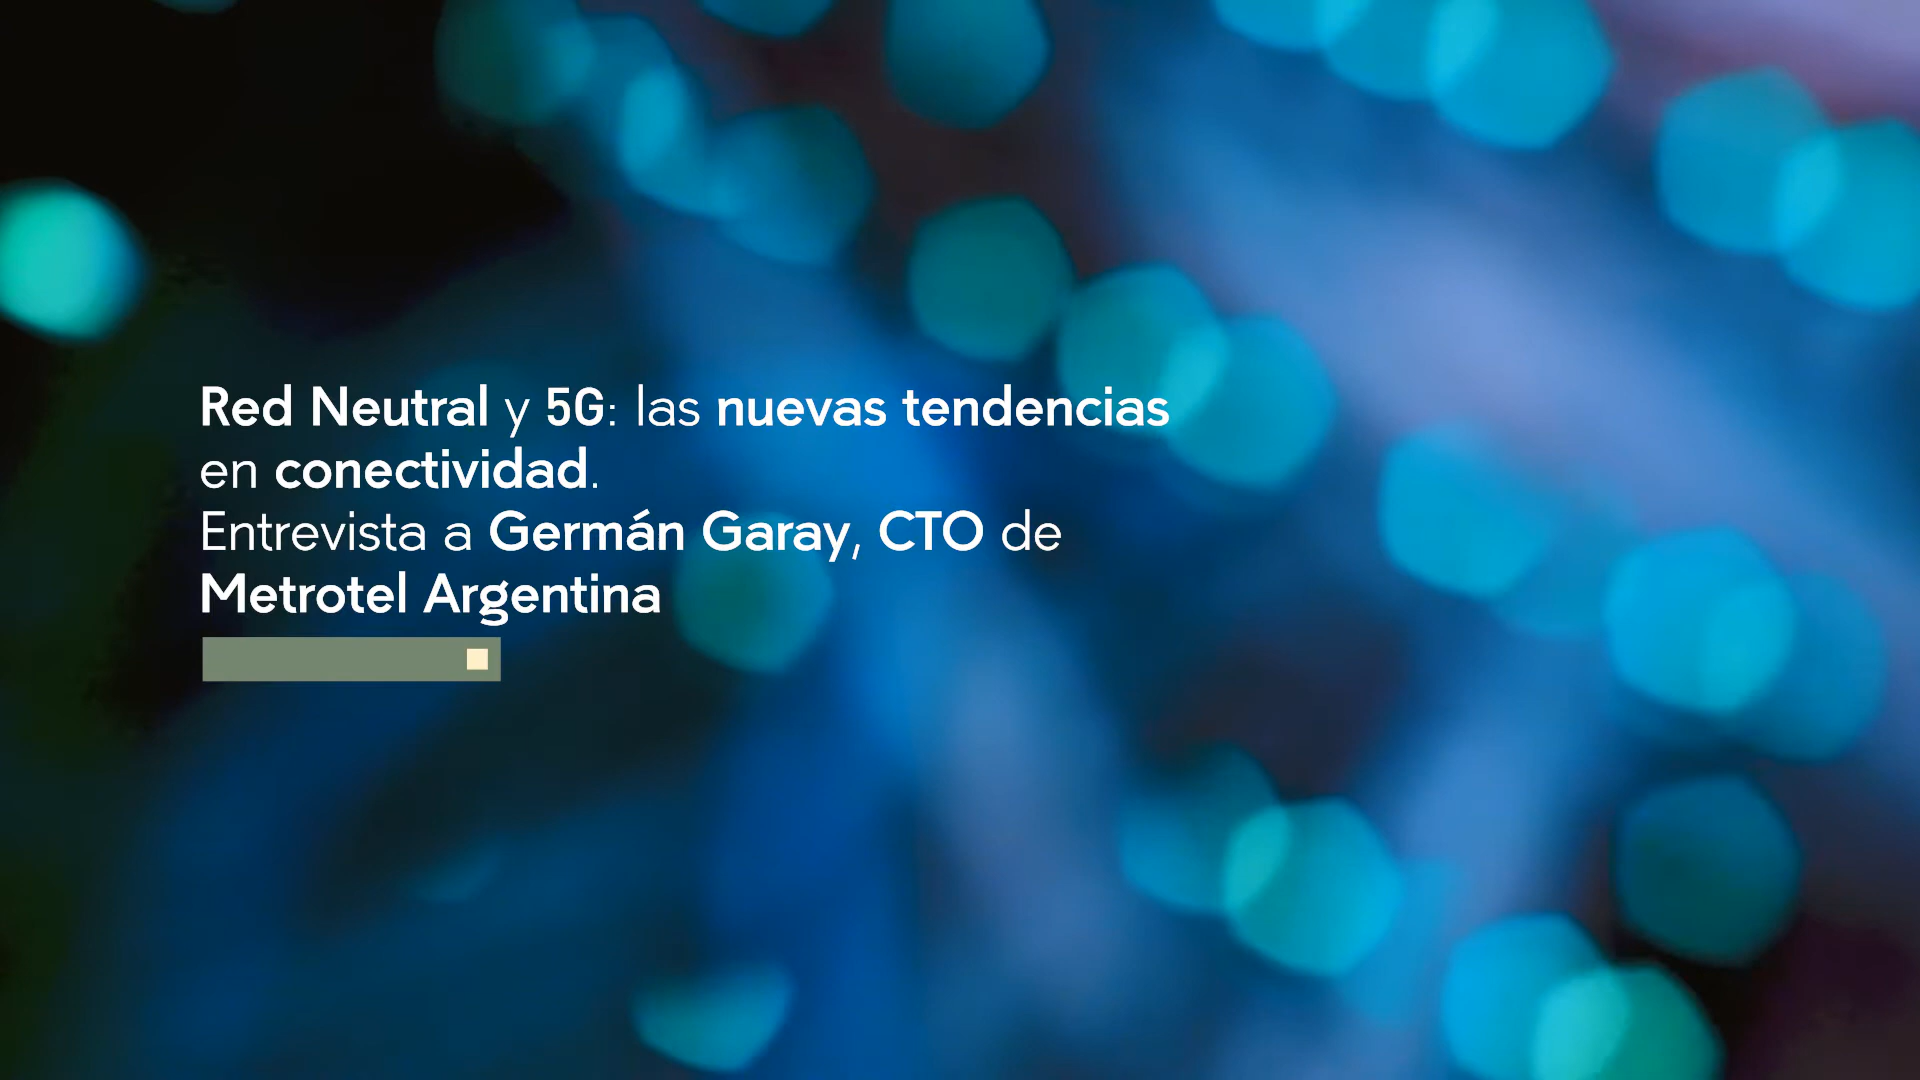 Red Neutral y 5G: las nuevas tendencias
en conectividad.
Entrevista a Germán Garay, CTO de
Metrotel Argentina